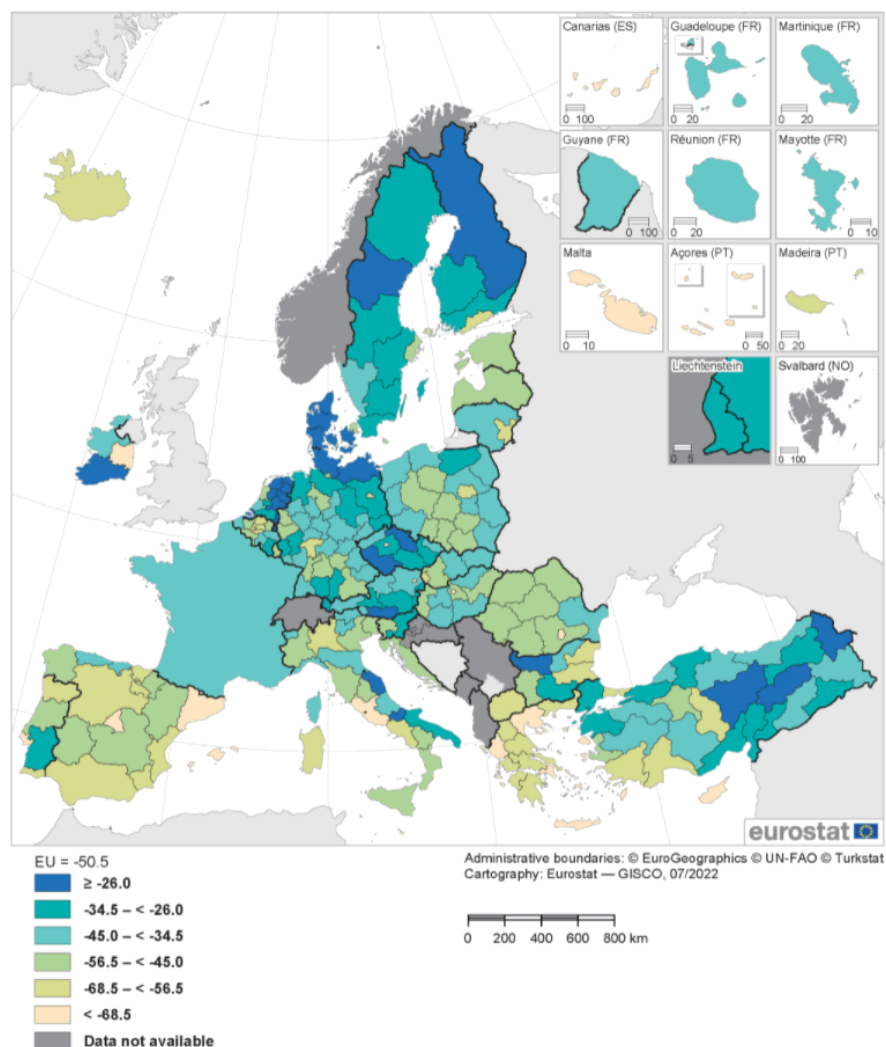 Canarias (ES)
0 100
Guadeloupe (FR)
0 20
Martinique (FR)
0 20
Guyane (FR)
0 100
Réunion (FR)
0 20
Mayotte (FR)
0 10
Malta
0 10
Açores (PT)
0 50
Madeira (PT)
0 20
Liechtenstein
0 5
Svalbard (NO)
0 100
eurostat
EU = -50.5
≥ -26.0
-34.5 – < -26.0
-45.0 – < -34.5
-56.5 – < -45.0
-68.5 – < -56.5
< -68.5
Data not available
Administrative boundaries: © EuroGeographics © UN-FAO © Turkstat
Cartography: Eurostat — GISCO, 07/2022
0 200 400 600 800 km